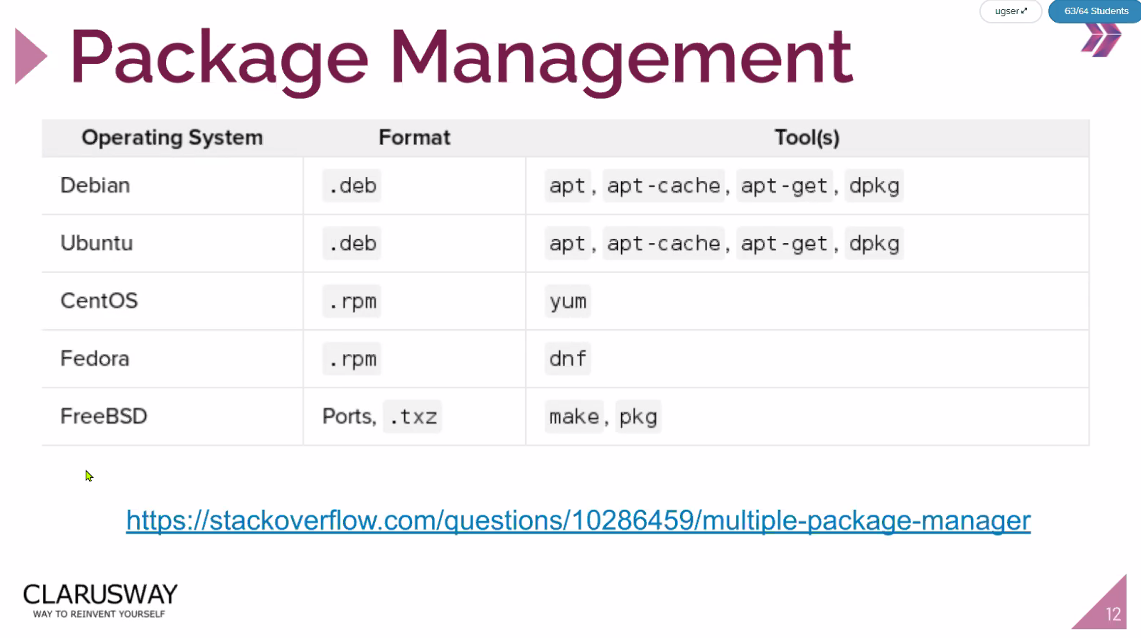 ugser 63/64 Students
Package Management
Operating System Format Tool(s)
Debian .deb apt, apt-cache, apt-get, dpkg
Ubuntu .deb apt, apt-cache, apt-get, dpkg
CentOS .rpm yum
Fedora .rpm dnf
FreeBSD Ports, .txz make, pkg
https://stackoverflow.com/questions/10286459/multiple-package-manager
CLARUSWAY
WAY TO REINVENT YOURSELF
12